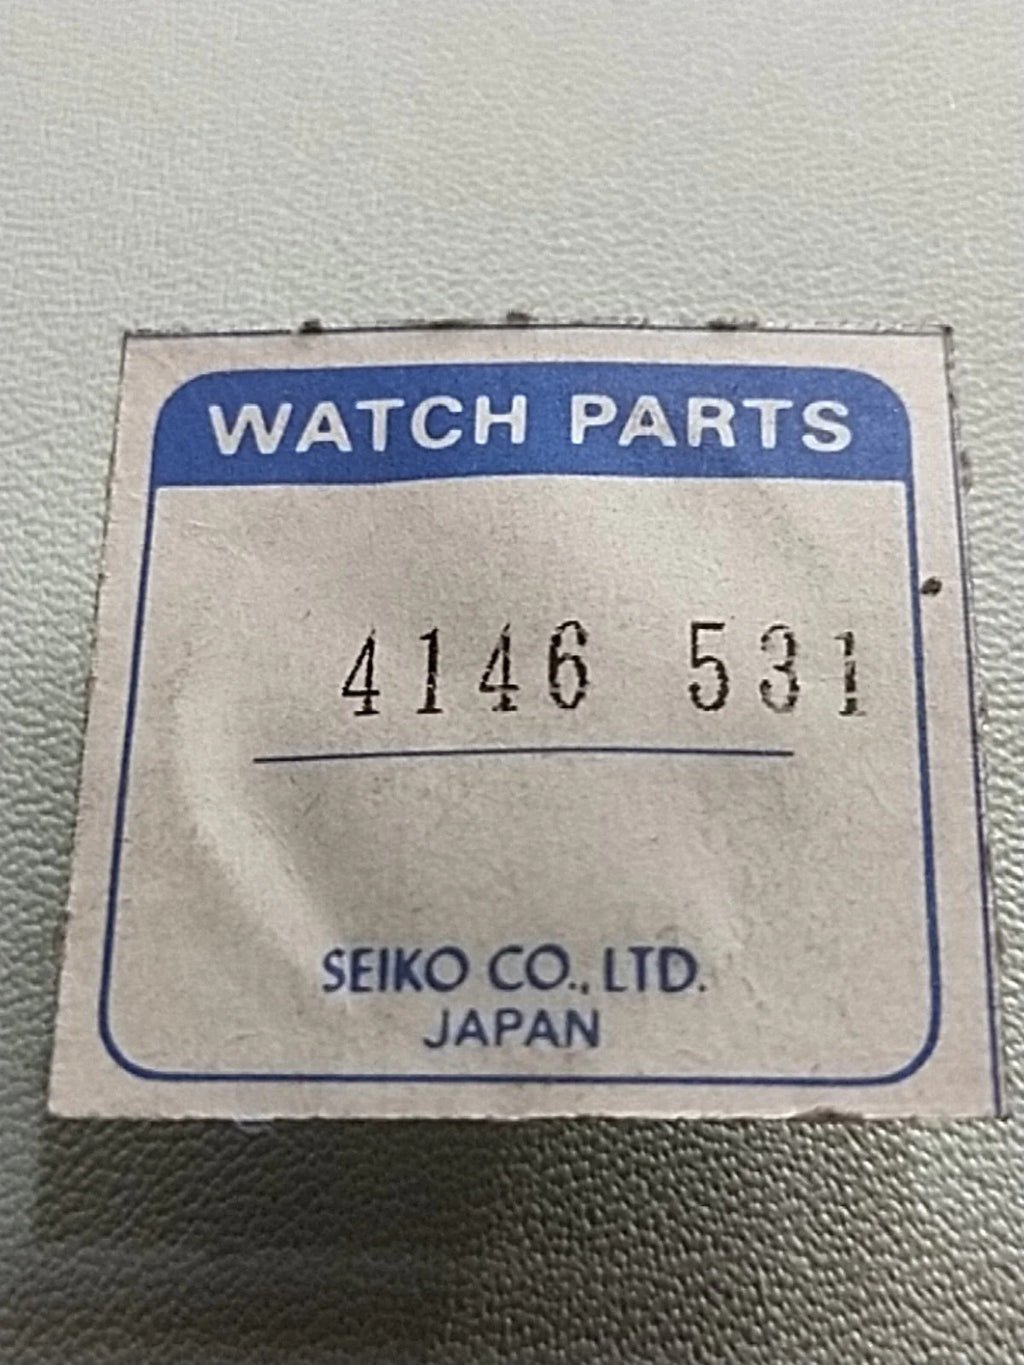 WATCH PARTS
4146 531
SEIKO CO., LTD.
JAPAN